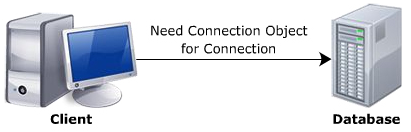 Need Connection Object
for Connection
Client
Database